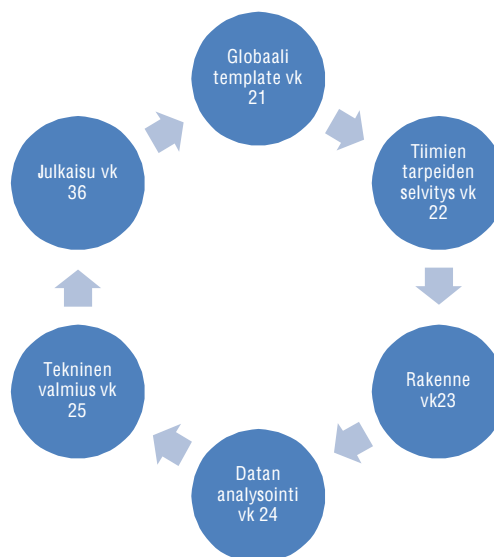 Globaali
template vk
21
Tiimien
tarpeiden
selvitys vk
22
Rakenne
vk23
Datan
analysointi
vk 24
Tekninen
valmius vk
25
Julkaisu vk
36